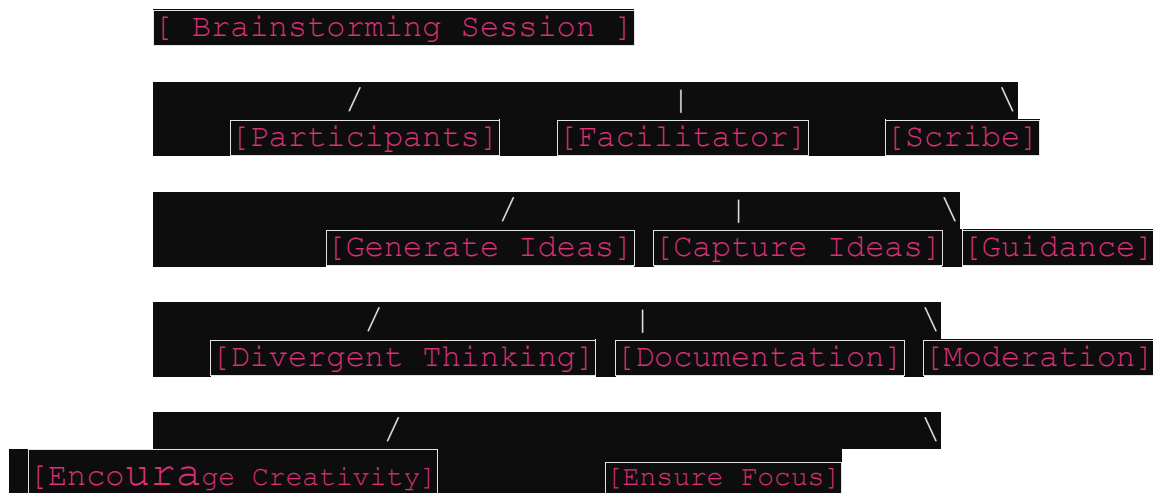 [ Brainstorming Session ]
/ | \
[Participants] [Facilitator] [Scribe]
/ | \
[Generate Ideas] [Capture Ideas] [Guidance]
/ | \
[Divergent Thinking] [Documentation] [Moderation]
/ \
[Encourage Creativity] [Ensure Focus]